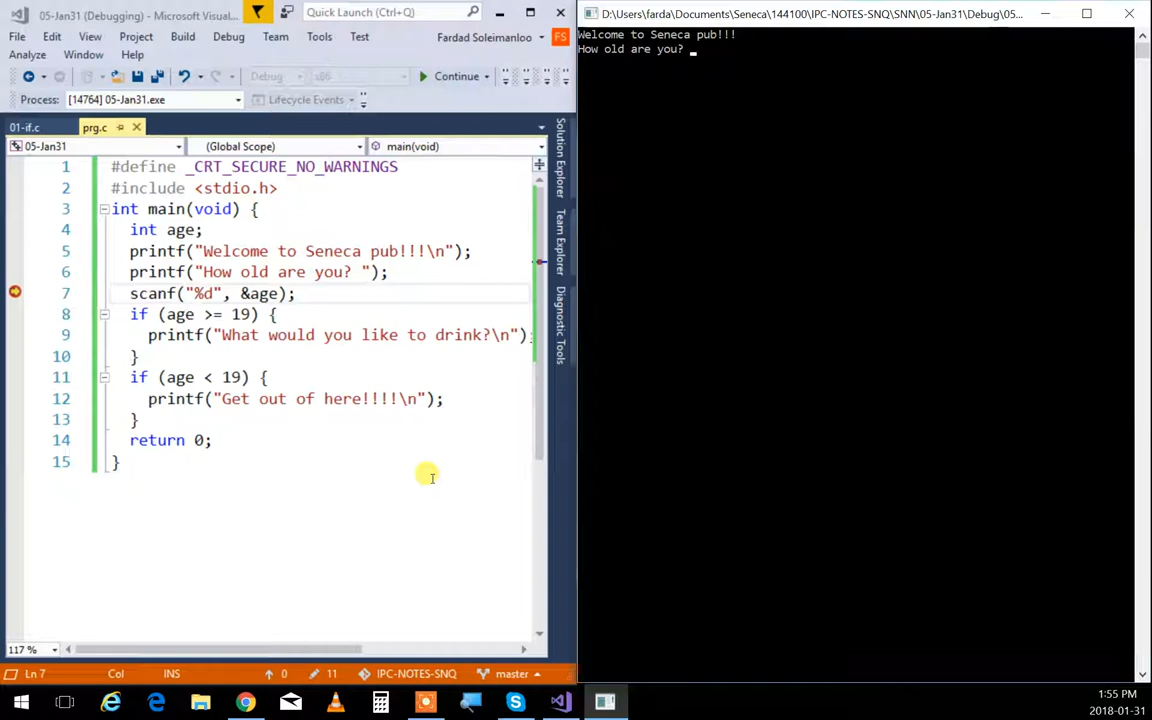 05-Jan31 (Debugging) - Microsoft Visual...
Quick Launch (Ctrl+Q)
File Edit View Project Build Debug Team Tools Test
Fardad Soleimanloo FS
Analyze Window Help
Debug x86 Continue
Process: [14764] 05-Jan31.exe Lifecycle Events
01-if.c prg.c
05-Jan31 (Global Scope) main(void)
1 #define _CRT_SECURE_NO_WARNINGS
2 #include <stdio.h>
3 int main(void) {
4 int age;
5 printf("Welcome to Seneca pub!!!\n");
6 printf("How old are you? ");
7 scanf("%d", &age);
8 if (age >= 19) {
9 printf("What would you like to drink?\n");
10 }
11 if (age < 19) {
12 printf("Get out of here!!!!\n");
13 }
14 return 0;
15 }
Solution Explorer
Team Explorer
Diagnostic Tools
117 %
Ln 7 Col INS 0 11 IPC-NOTES-SNQ master
D:\Users\farda\Documents\Seneca\144100\IPC-NOTES-SNQ\SNN\05-Jan31\Debug\05...
Welcome to Seneca pub!!!
How old are you? _
1:55 PM
2018-01-31